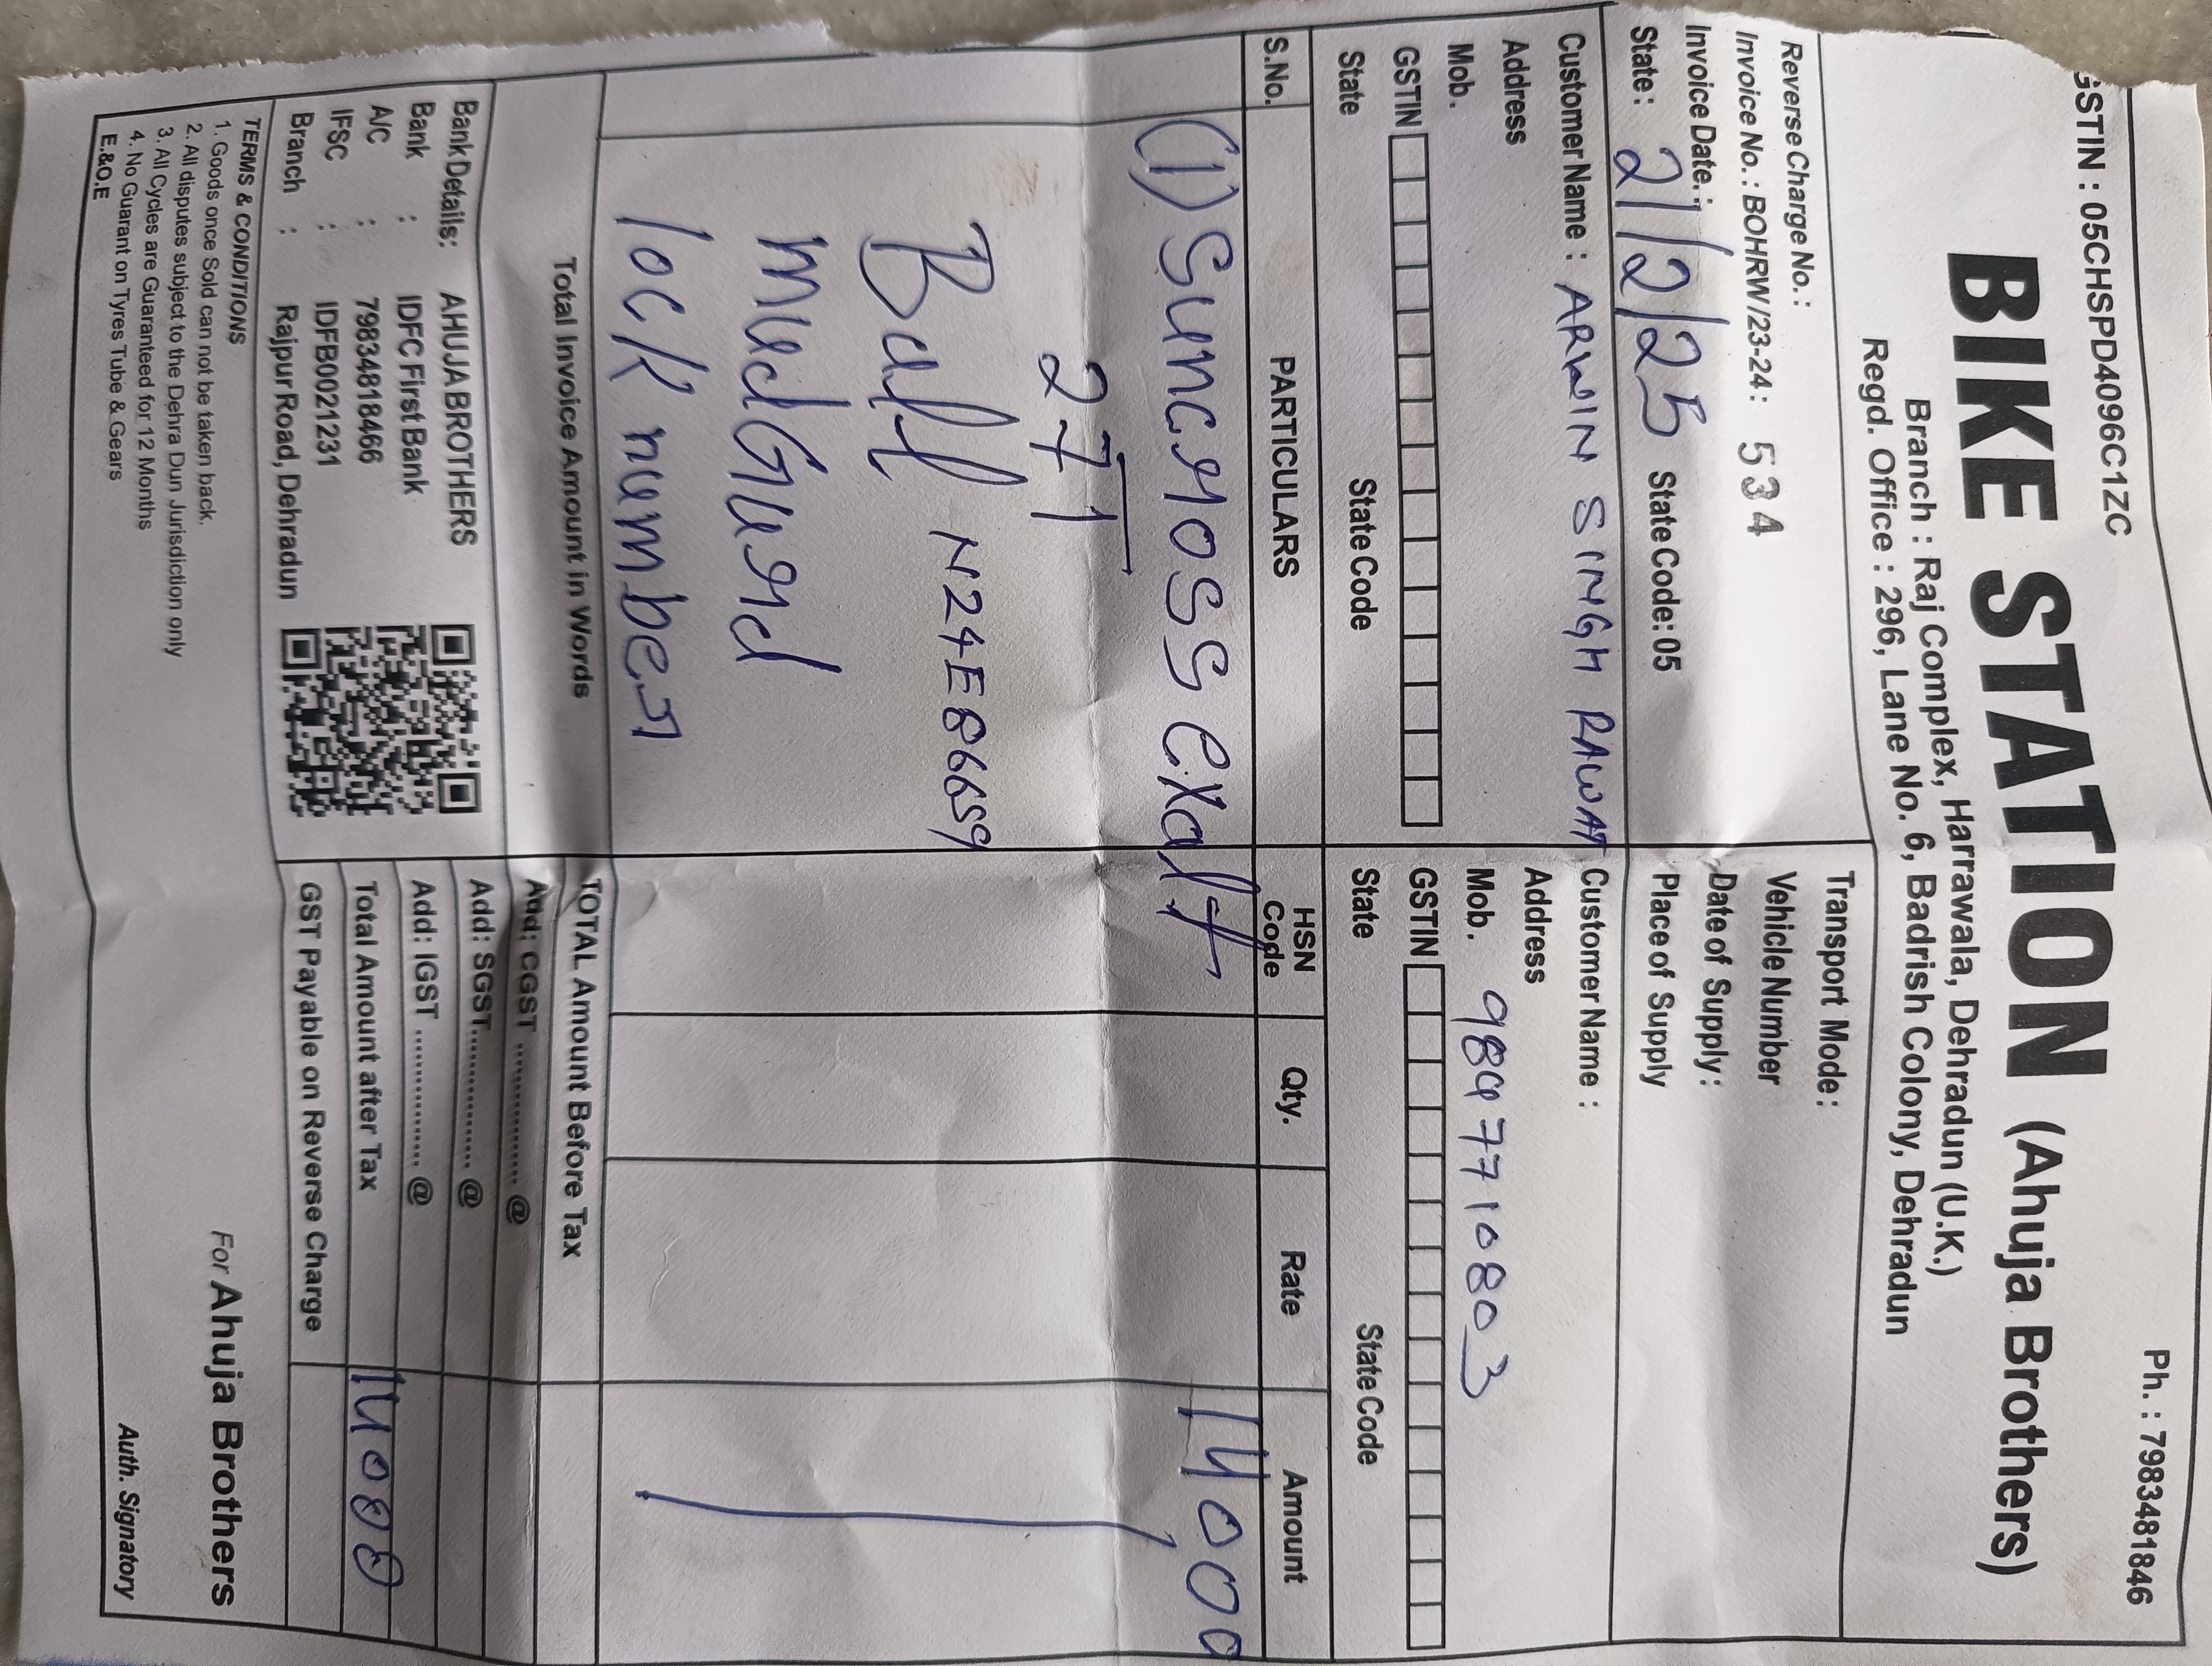 GSTIN : 05CHSPD4096C1ZC Ph. : 7983481846
BIKE STATION (Ahuja Brothers)
Branch : Raj Complex, Harrawala, Dehradun (U.K.)
Regd. Office : 296, Lane No. 6, Badrish Colony, Dehradun
Reverse Charge No.:
Invoice No.: BOHRW/23-24: 534
Invoice Date.: 21/2/25
State: State Code: 05
Transport Mode:
Vehicle Number
Date of Supply:
Place of Supply
Customer Name : ARWIN SINGH RAWAT
Address
Mob.
GSTIN
State State Code
Customer Name :
Address
Mob. 9897710803
GSTIN
State State Code
S.No. PARTICULARS HSN Code Qty. Rate Amount
(1) Suncross exalt 14000
27T
Bell N24E86659
mudGurd
lock number
Total Invoice Amount in Words
TOTAL Amount Before Tax
Add: CGST ............. @
Add: SGST............. @
Add: IGST ............. @
Total Amount after Tax 14000
GST Payable on Reverse Charge
Bank Details: AHUJA BROTHERS
Bank : IDFC First Bank
A/C : 79834818466
IFSC : IDFB0021231
Branch : Rajpur Road, Dehradun
TERMS & CONDITIONS
1. Goods once Sold can not be taken back.
2. All disputes subject to the Dehra Dun Jurisdiction only
3. All Cycles are Guaranteed for 12 Months
4. No Guarant on Tyres Tube & Gears
E.&O.E
For Ahuja Brothers
Auth. Signatory